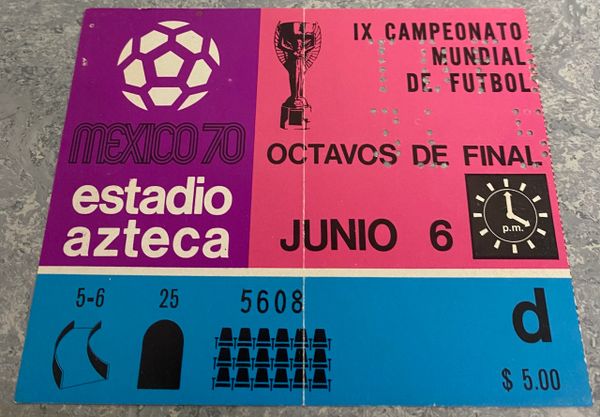 MEXICO 70
estadio
azteca
IX CAMPEONATO
MUNDIAL
DE FUTBOL
OCTAVOS DE FINAL
JUNIO 6
p.m.
5-6
25
5608
d
$ 5.00